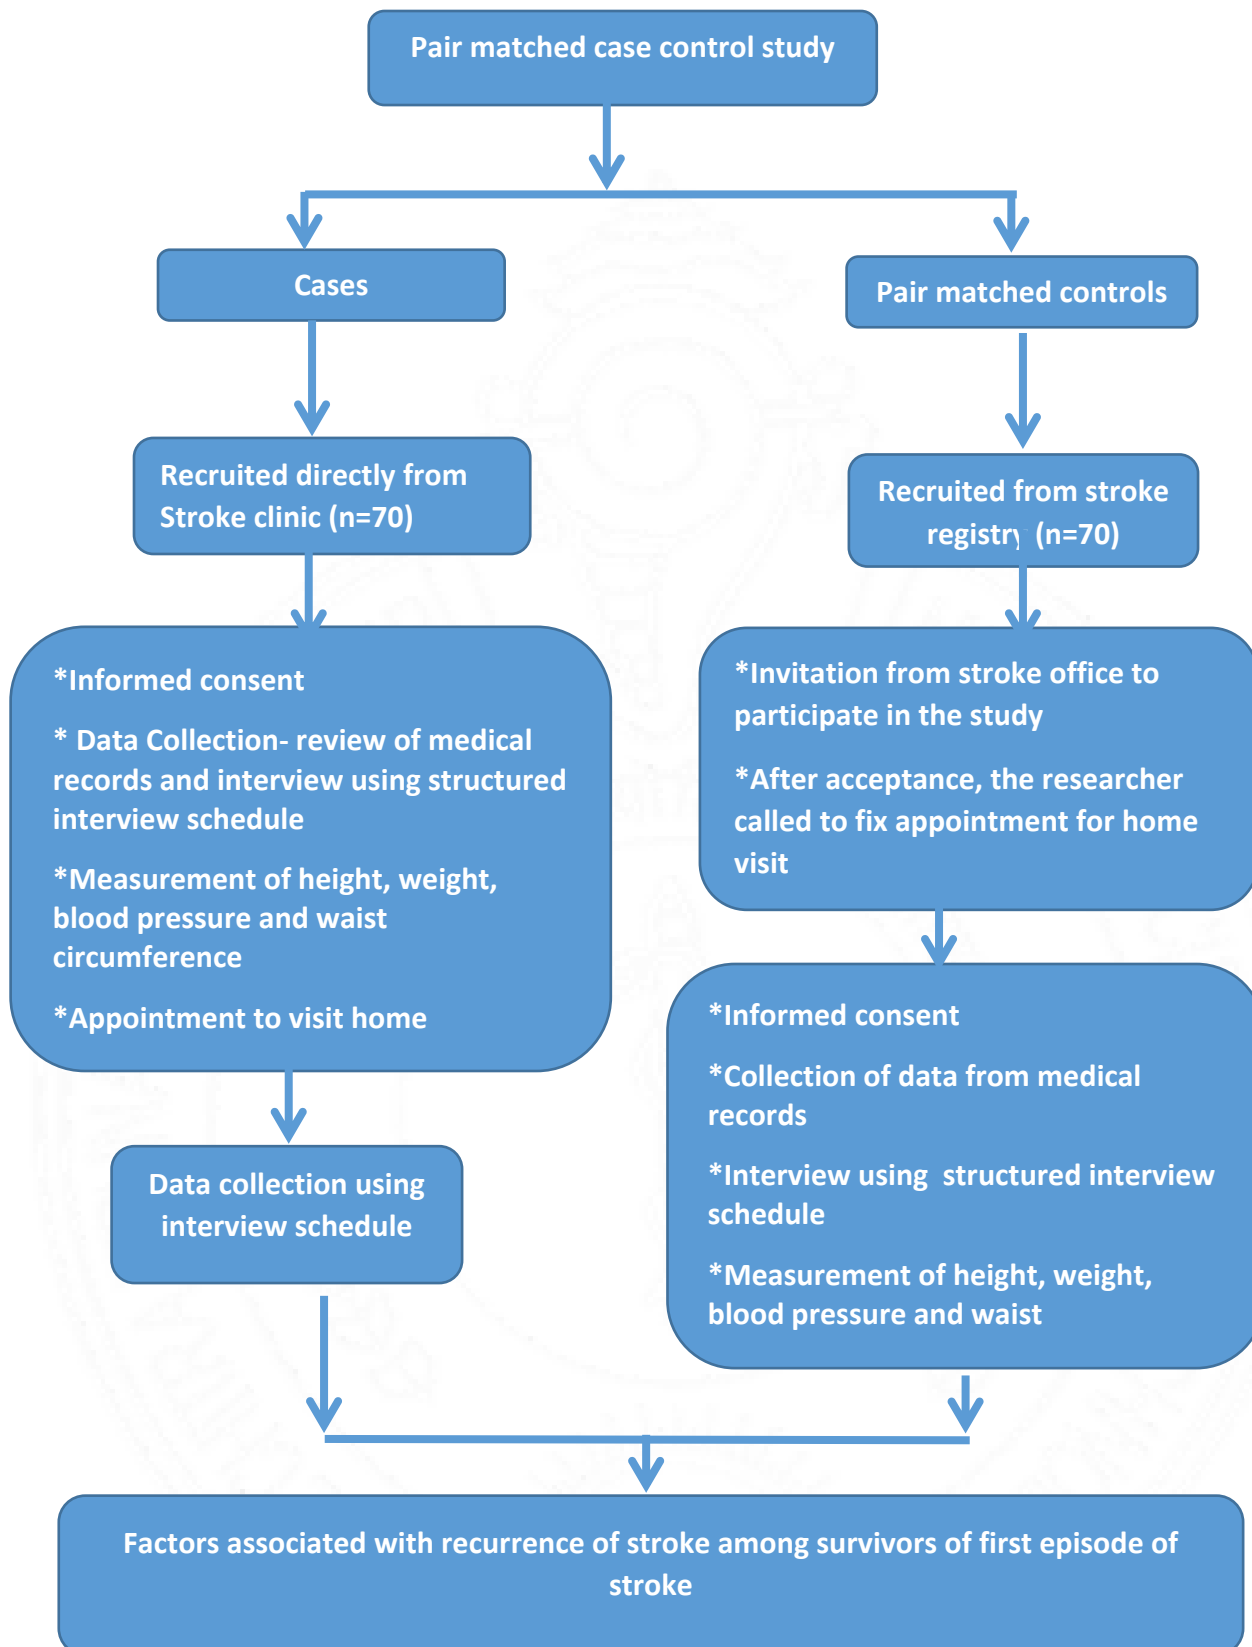 Pair matched case control study
Cases
Pair matched controls
Recruited directly from
Stroke clinic (n=70)
Recruited from stroke
registry (n=70)
*Informed consent
* Data Collection- review of medical
records and interview using structured
interview schedule
*Measurement of height, weight,
blood pressure and waist
circumference
*Appointment to visit home
*Invitation from stroke office to
participate in the study
*After acceptance, the researcher
called to fix appointment for home
visit
*Informed consent
*Collection of data from medical
records
*Interview using  structured interview
schedule
*Measurement of height, weight,
blood pressure and waist
Data collection using
interview schedule
Factors associated with recurrence of stroke among survivors of first episode of
stroke